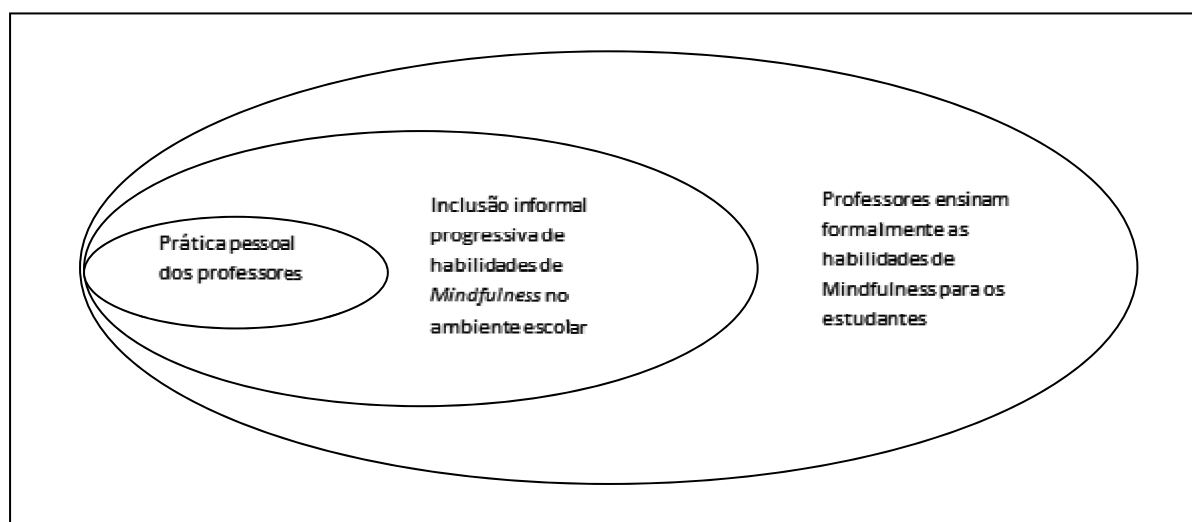 Prática pessoal
dos professores
Inclusão informal
progressiva de
habilidades de
Mindfulness no
ambiente escolar
Professores ensinam
formalmente as
habilidades de
Mindfulness para os
estudantes